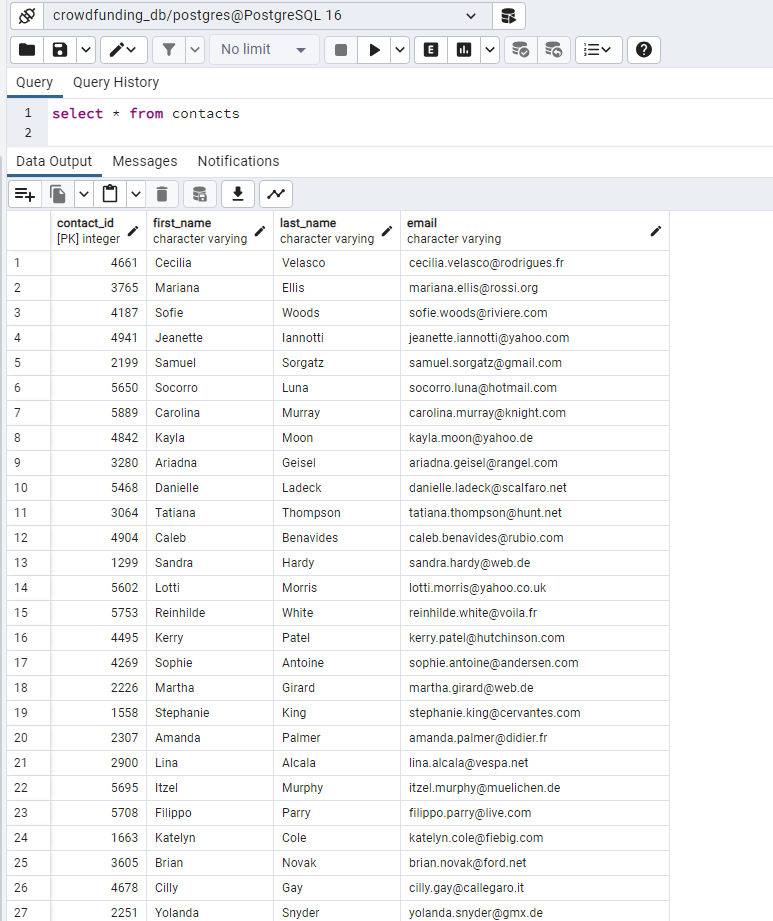 crowdfunding_db/postgres@PostgreSQL 16
No limit
E
Query Query History
1 select * from contacts
2
Data Output Messages Notifications
contact_id first_name last_name email
[PK] integer character varying character varying character varying
1 4661 Cecilia Velasco cecilia.velasco@rodrigues.fr
2 3765 Mariana Ellis mariana.ellis@rossi.org
3 4187 Sofie Woods sofie.woods@riviere.com
4 4941 Jeanette Iannotti jeanette.iannotti@yahoo.com
5 2199 Samuel Sorgatz samuel.sorgatz@gmail.com
6 5650 Socorro Luna socorro.luna@hotmail.com
7 5889 Carolina Murray carolina.murray@knight.com
8 4842 Kayla Moon kayla.moon@yahoo.de
9 3280 Ariadna Geisel ariadna.geisel@rangel.com
10 5468 Danielle Ladeck danielle.ladeck@scalfaro.net
11 3064 Tatiana Thompson tatiana.thompson@hunt.net
12 4904 Caleb Benavides caleb.benavides@rubio.com
13 1299 Sandra Hardy sandra.hardy@web.de
14 5602 Lotti Morris lotti.morris@yahoo.co.uk
15 5753 Reinhilde White reinhilde.white@voila.fr
16 4495 Kerry Patel kerry.patel@hutchinson.com
17 4269 Sophie Antoine sophie.antoine@andersen.com
18 2226 Martha Girard martha.girard@web.de
19 1558 Stephanie King stephanie.king@cervantes.com
20 2307 Amanda Palmer amanda.palmer@didier.fr
21 2900 Lina Alcala lina.alcala@vespa.net
22 5695 Itzel Murphy itzel.murphy@muelichen.de
23 5708 Filippo Parry filippo.parry@live.com
24 1663 Katelyn Cole katelyn.cole@fiebig.com
25 3605 Brian Novak brian.novak@ford.net
26 4678 Cilly Gay cilly.gay@callegaro.it
27 2251 Yolanda Snyder yolanda.snyder@gmx.de